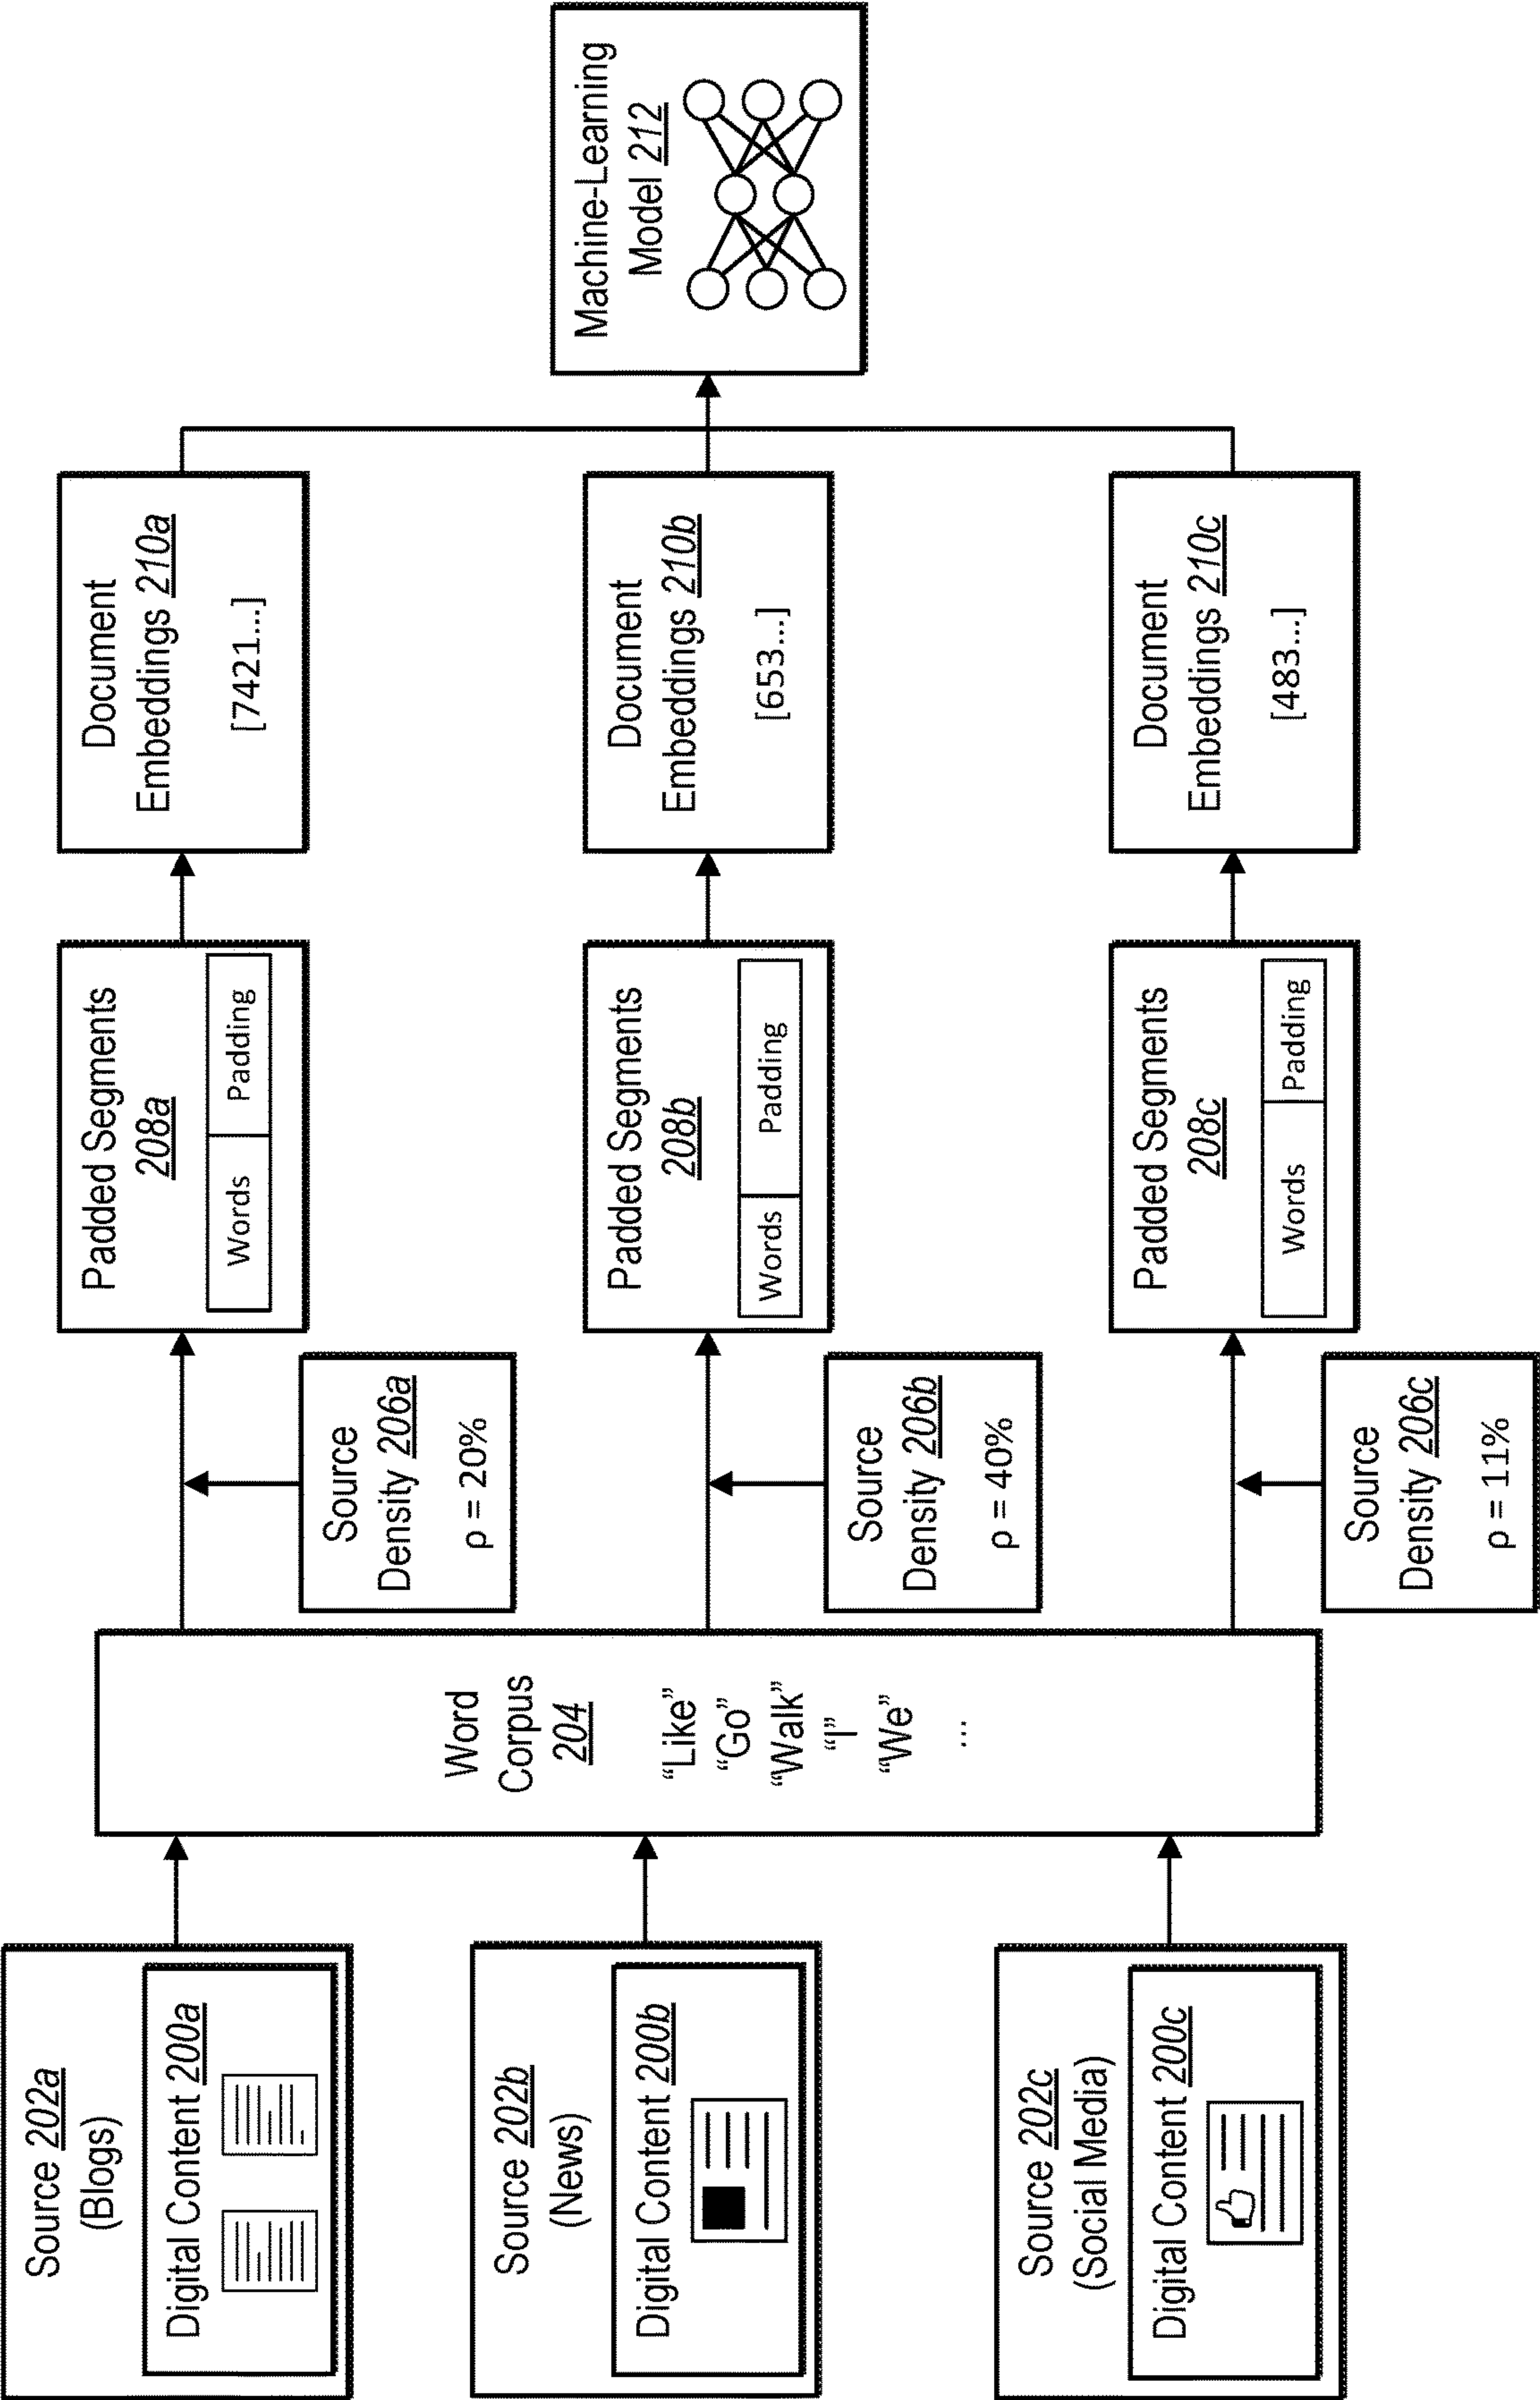 Source 202a
(Blogs)
Digital Content 200a
Source 202b
(News)
Digital Content 200b
Source 202c
(Social Media)
Digital Content 200c
Word
Corpus
204
“Like”
“Go”
“Walk”
“I”
“We”
...
Source
Density 206a
ρ = 20%
Source
Density 206b
ρ = 40%
Source
Density 206c
ρ = 11%
Padded Segments
208a
Words Padding
Padded Segments
208b
Words Padding
Padded Segments
208c
Words Padding
Document
Embeddings 210a
[7421...]
Document
Embeddings 210b
[653...]
Document
Embeddings 210c
[483...]
Machine-Learning
Model 212